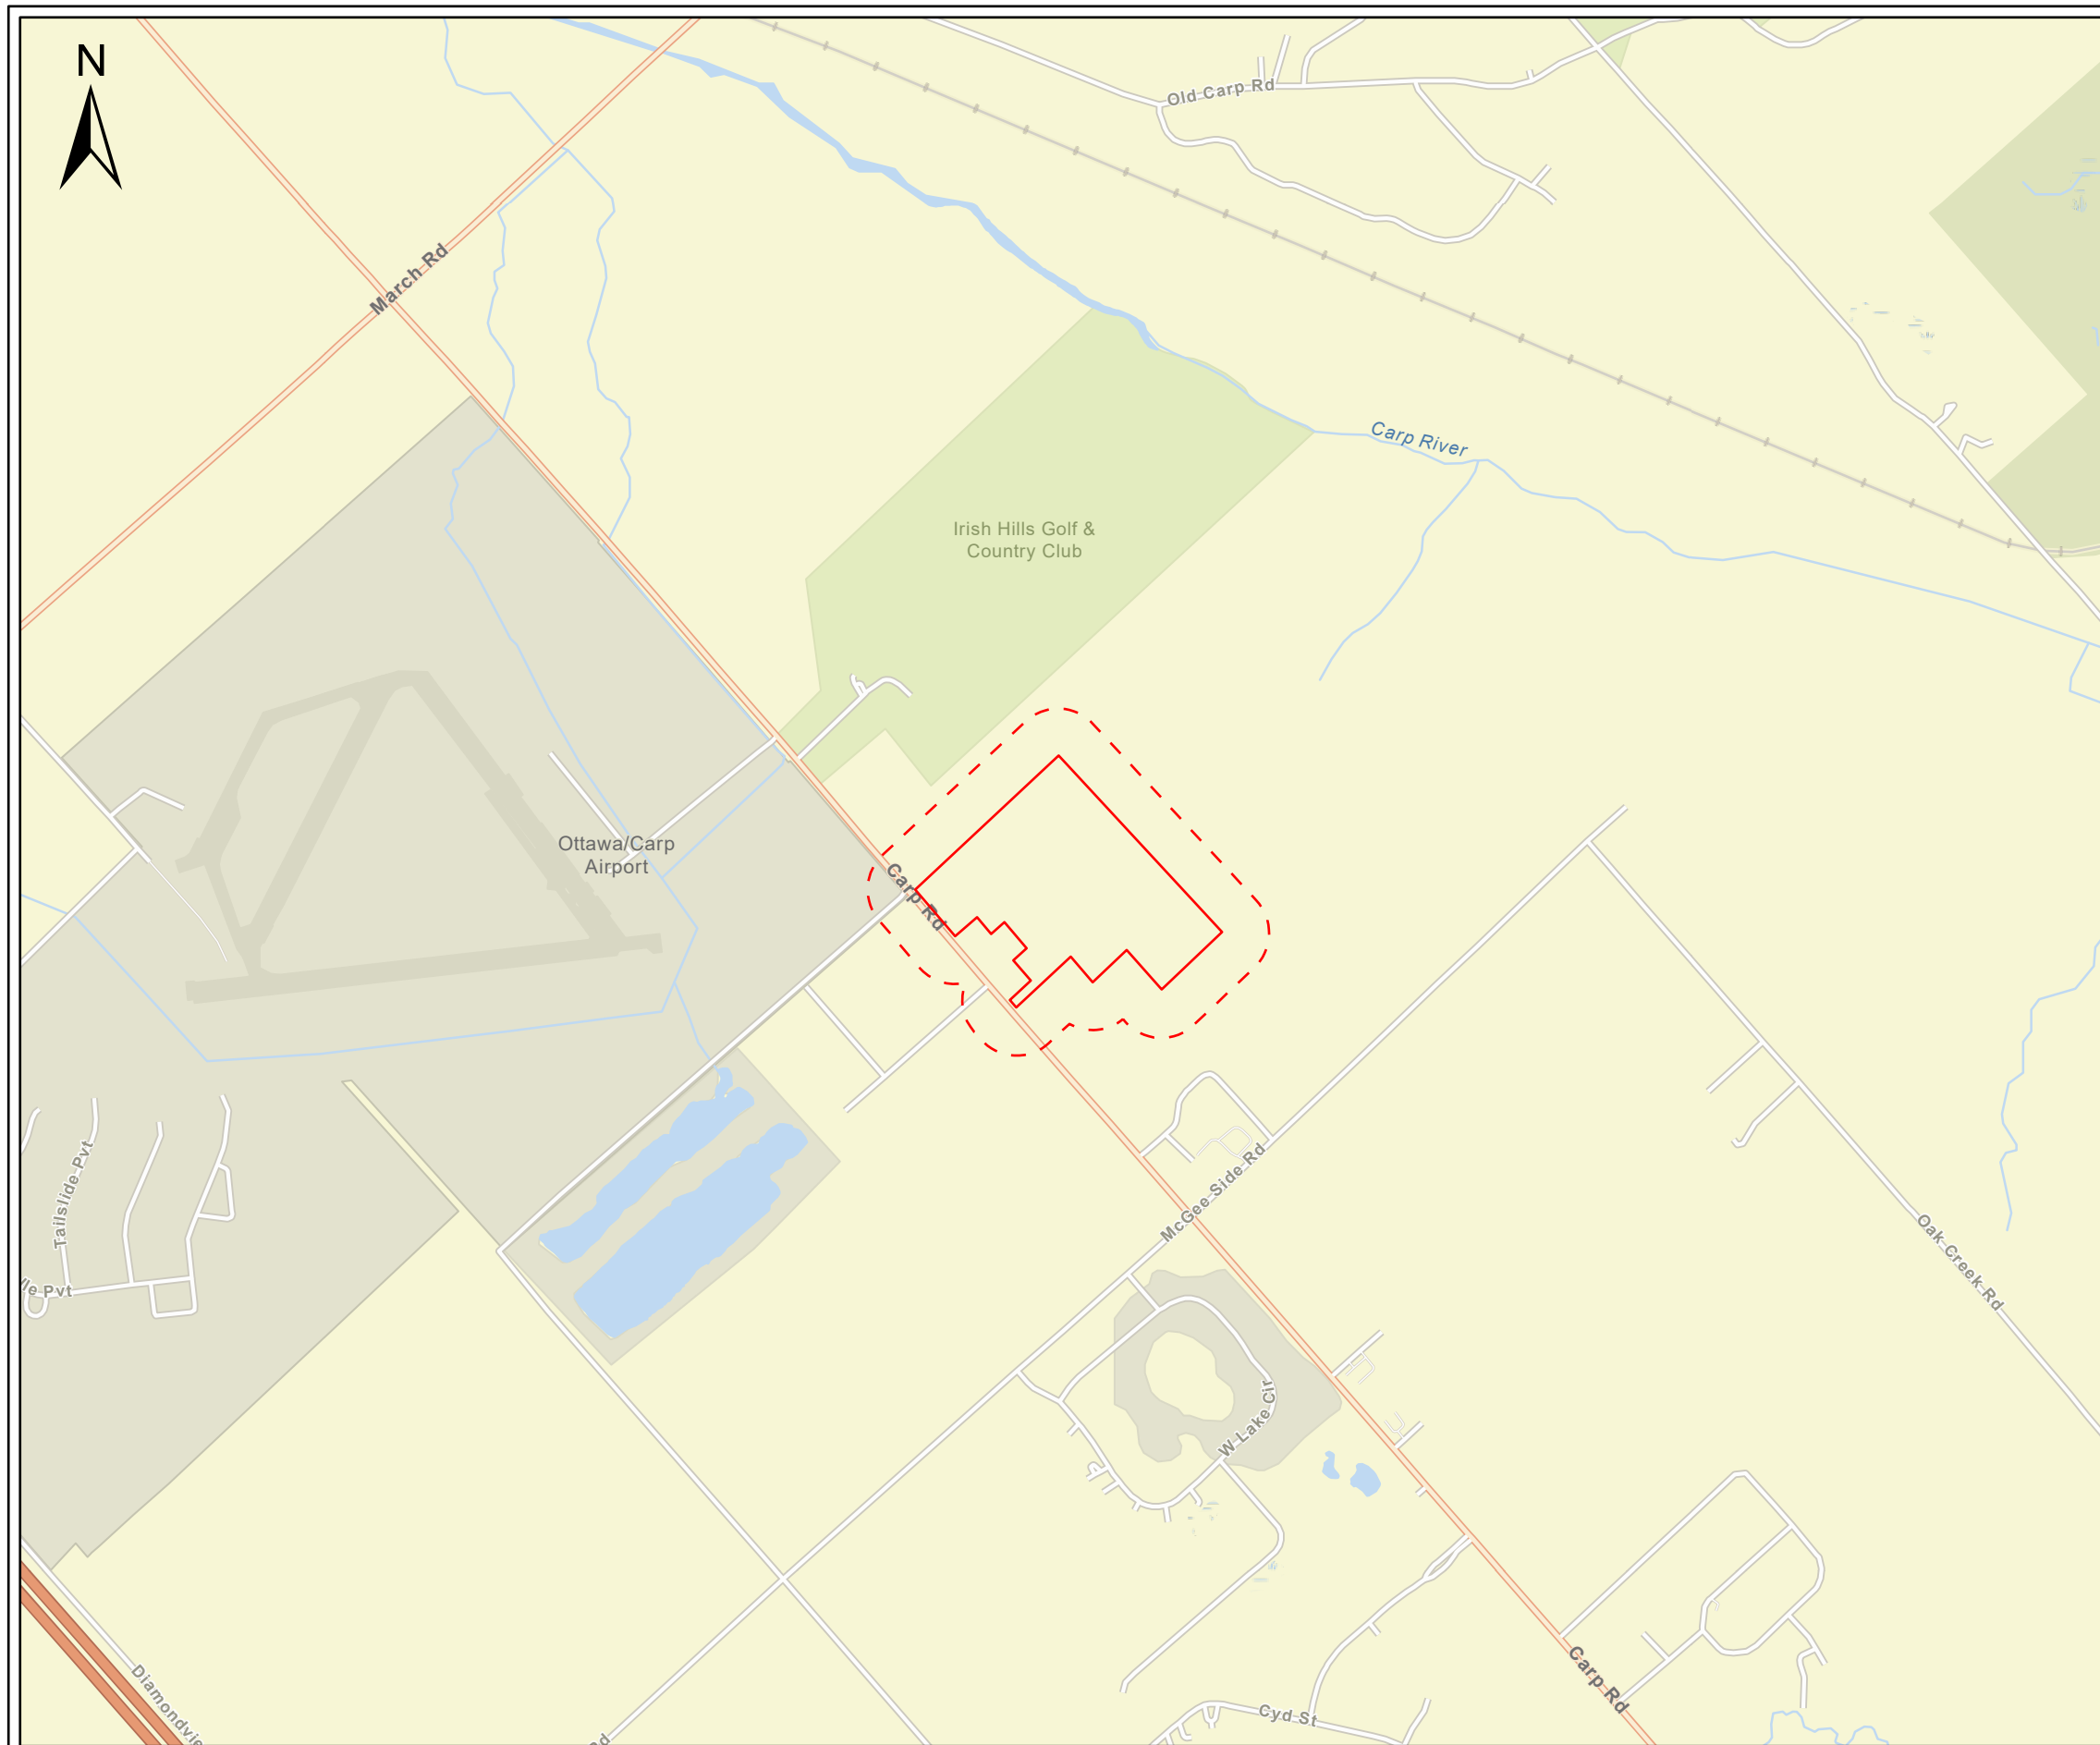 N
Old Carp Rd
March Rd
Carp River
Irish Hills Golf &
Country Club
Ottawa/Carp
Airport
Carp Rd
Tailslide Pvt
McGee Side Rd
Oak Creek Rd
Pvt
W Lake Cir
Carp Rd
Cyd St